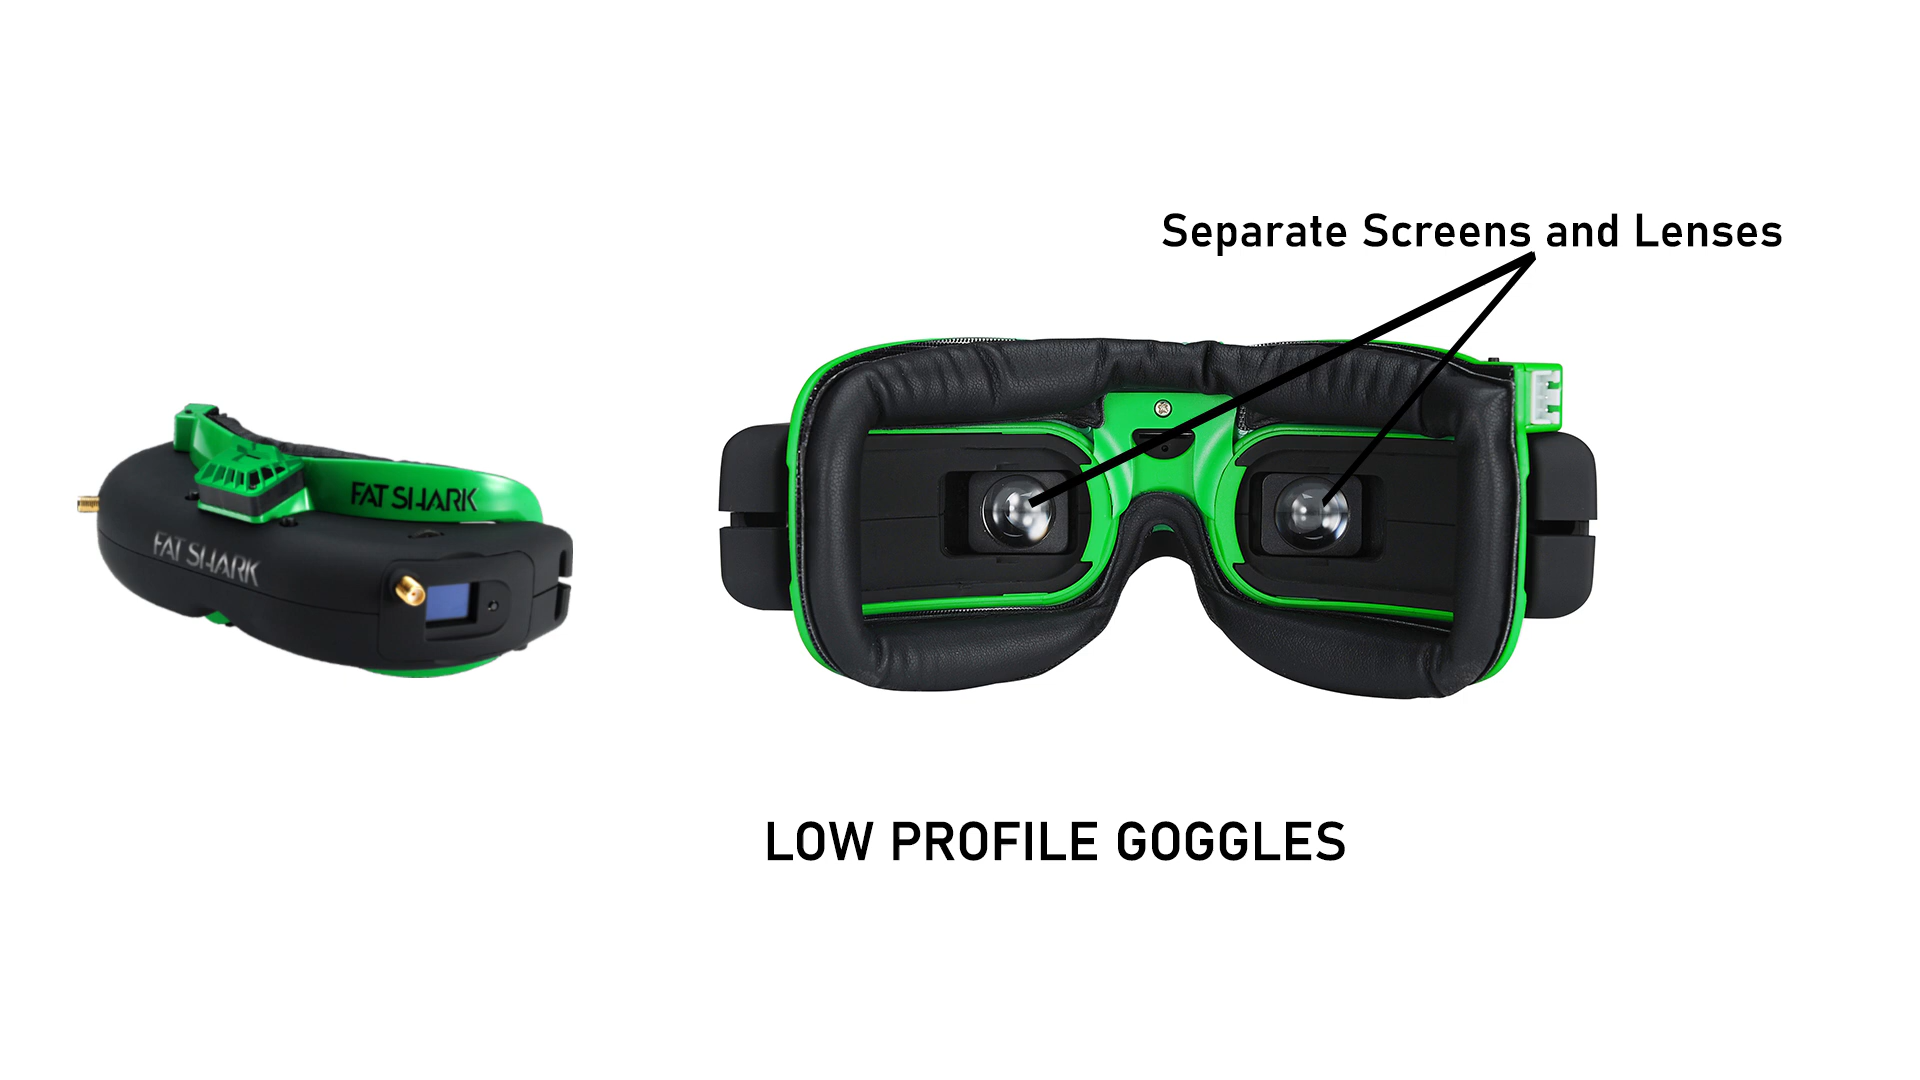 Separate Screens and Lenses
FAT SHARK
FAT SHARK
LOW PROFILE GOGGLES